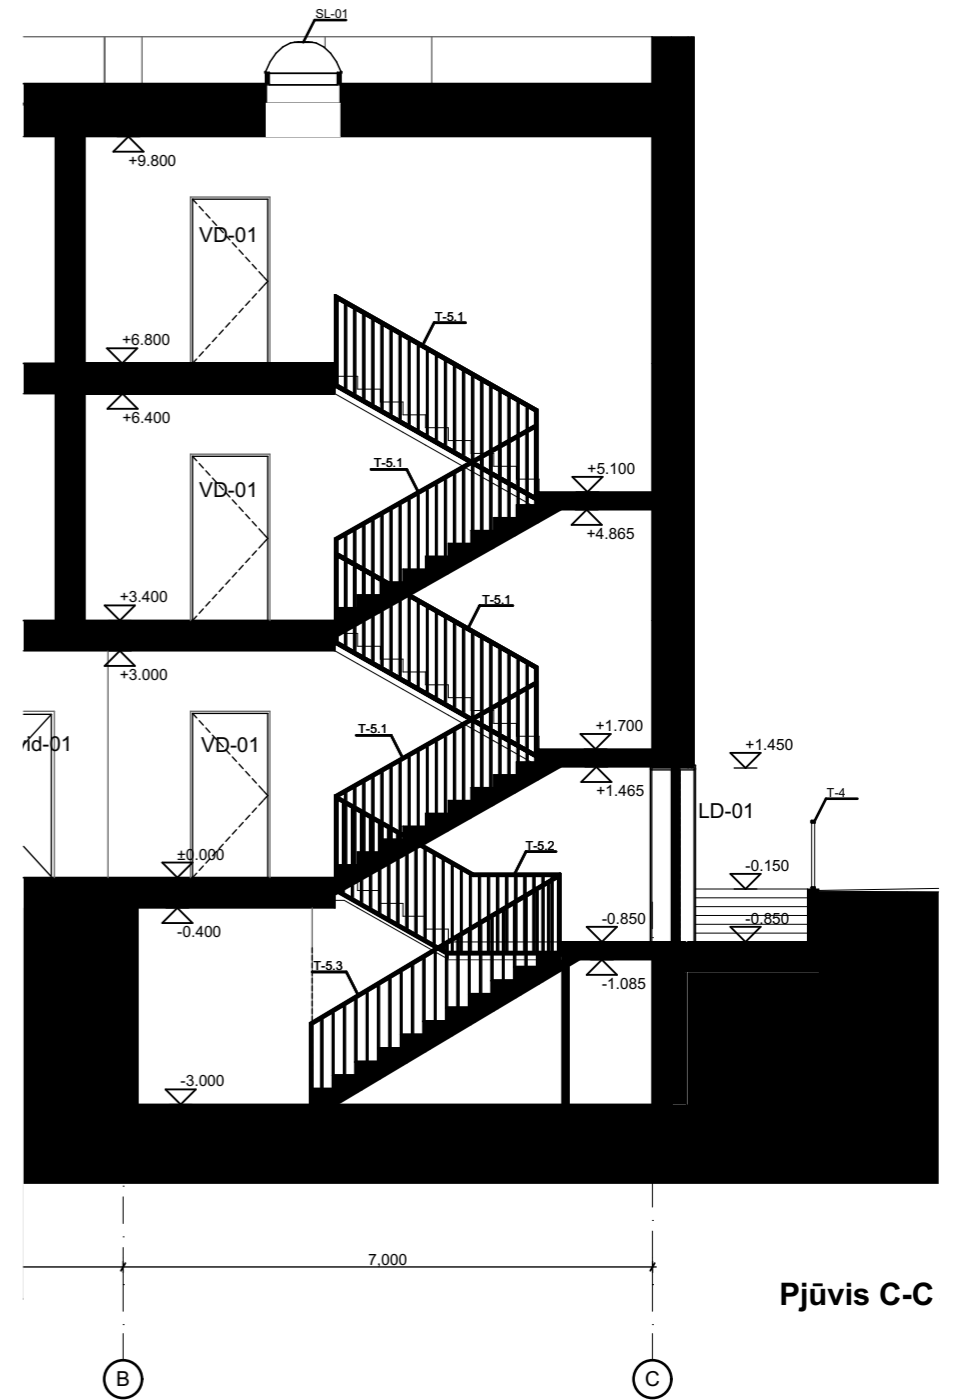 SL-01
+9.800
VD-01
T-5.1
+6.800
+6.400
T-5.1
+5.100
VD-01
+4.865
+3.400
T-5.1
+3.000
+1.700
T-5.1
VD-01
id-01
+1.450
+1.465
T-4
LD-01
T-5.2
±0.000
-0.150
-0.400
-0.850
-0.850
T-5.3
-1.085
-3.000
7,000
Pjūvis C-C
B
C